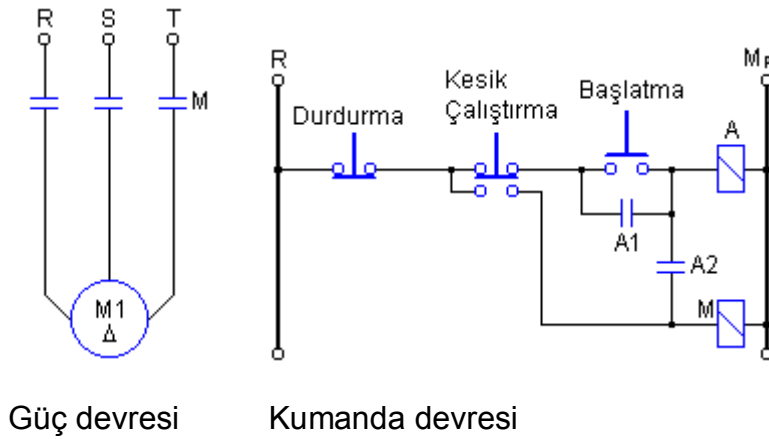 R S T
M
M1
Δ
R
Durdurma
Kesik
Çalıştırma
Başlatma
A
A1
A2
M
Güç devresi
Kumanda devresi